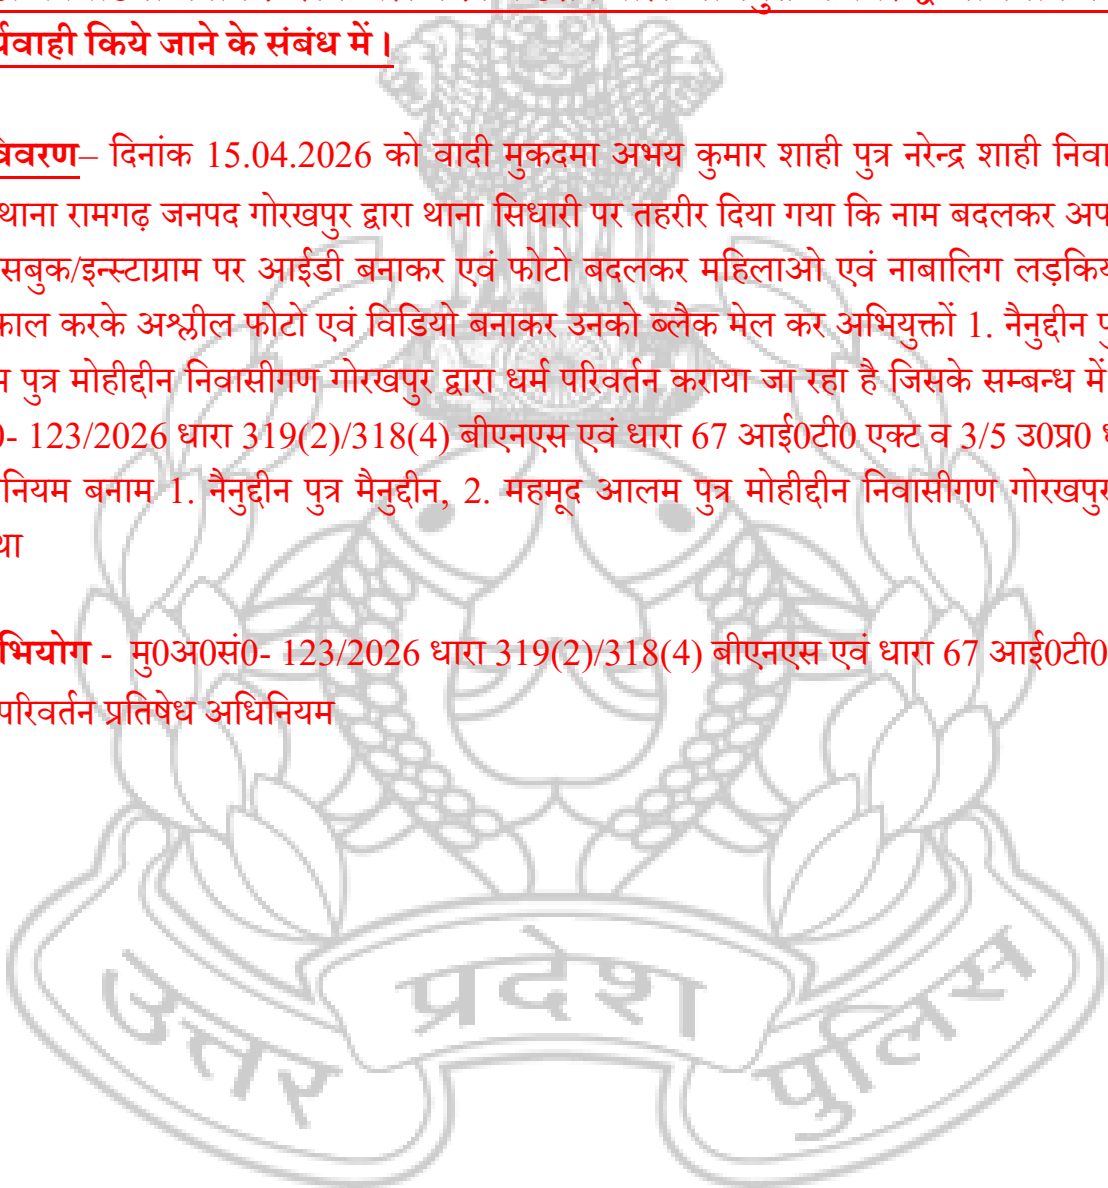 र्यवाही किये जाने के संबंध में।
विवरण– दिनांक 15.04.2026 को वादी मुकदमा अभय कुमार शाही पुत्र नरेन्द्र शाही निवा
थाना रामगढ़ जनपद गोरखपुर द्वारा थाना सिधारी पर तहरीर दिया गया कि नाम बदलकर अप
सबुक/इन्स्टाग्राम पर आईडी बनाकर एवं फोटो बदलकर महिलाओ एवं नाबालिग लड़किय
काल करके अश्लील फोटो एवं विडियो बनाकर उनको ब्लैक मेल कर अभियुक्तों 1. नैनुद्दीन पु
म पुत्र मोहीद्दीन निवासीगण गोरखपुर द्वारा धर्म परिवर्तन कराया जा रहा है जिसके सम्बन्ध में
0- 123/2026 धारा 319(2)/318(4) बीएनएस एवं धारा 67 आई0टी0 एक्ट व 3/5 उ0प्र0 ध
नियम बनाम 1. नैनुद्दीन पुत्र मैनुद्दीन, 2. महमूद आलम पुत्र मोहीद्दीन निवासीगण गोरखपुर
था
भियोग - मु0अ0सं0- 123/2026 धारा 319(2)/318(4) बीएनएस एवं धारा 67 आई0टी0
परिवर्तन प्रतिषेध अधिनियम
उत्तर प्रदेश पुलिस